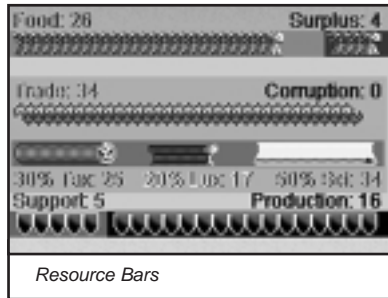 Food: 26 Surplus: 4
Trade: 34 Corruption: 0
30% Tax: 25 20% Lux: 17 50% Sci: 34
Support: 5 Production: 16
Resource Bars